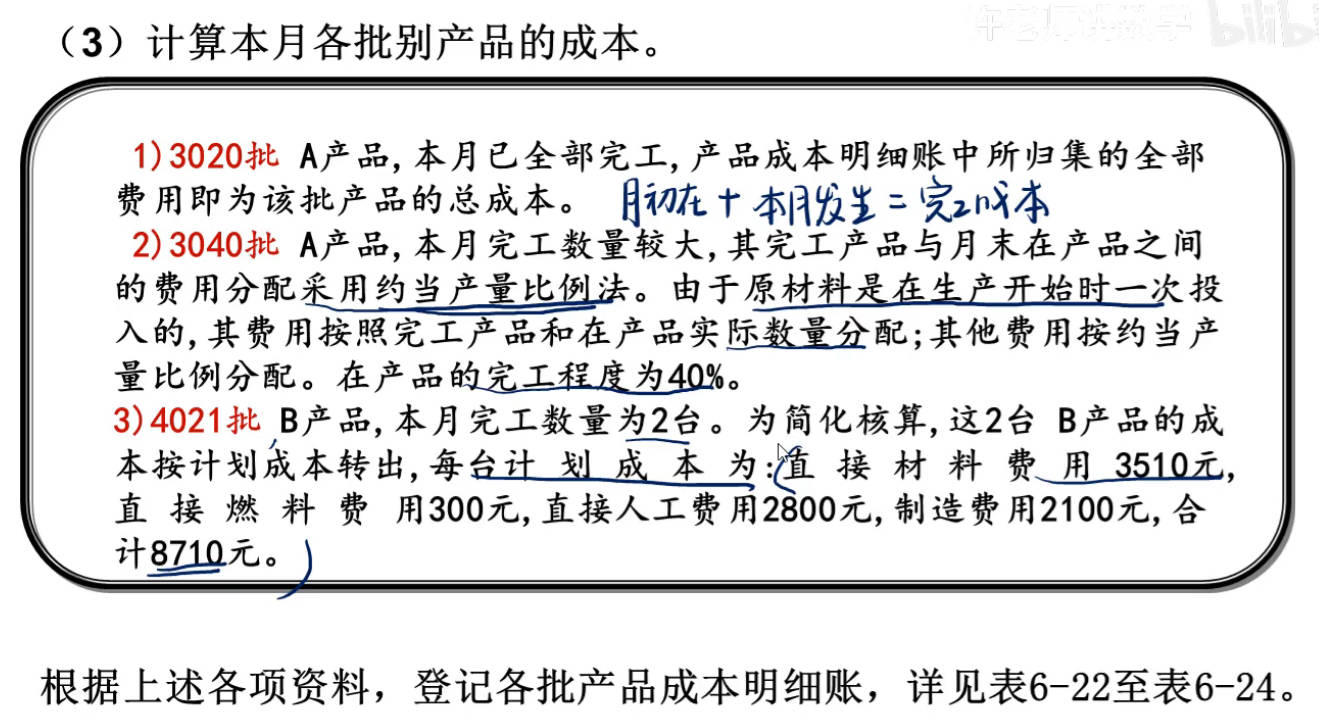 （3）计算本月各批别产品的成本。
bilibili
1)3020批 A产品,本月已全部完工,产品成本明细账中所归集的全部
费用即为该批产品的总成本。 月初在+本月发生=完工成本
2)3040批 A产品,本月完工数量较大,其完工产品与月末在产品之间
的费用分配采用约当产量比例法。由于原材料是在生产开始时一次投
入的,其费用按照完工产品和在产品实际数量分配;其他费用按约当产
量比例分配。在产品的完工程度为40%。
3)4021批 B产品,本月完工数量为2台。为简化核算,这2台 B产品的成
本按计划成本转出,每台计 划 成 本 为:直 接 材 料 费 用 3510元,
直 接 燃 料 费 用300元,直接人工费用2800元,制造费用2100元,合
计8710元。
根据上述各项资料，登记各批产品成本明细账，详见表6-22至表6-24。